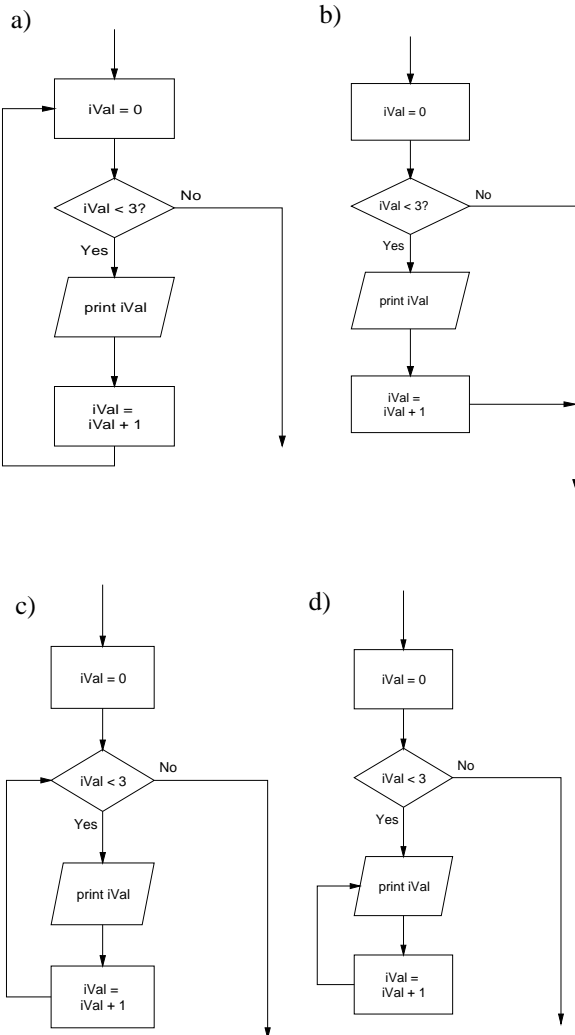 a)
iVal = 0
iVal < 3?
No
Yes
print iVal
iVal =
iVal + 1
b)
iVal = 0
iVal < 3?
No
Yes
print iVal
iVal =
iVal + 1
c)
iVal = 0
iVal < 3
No
Yes
print iVal
iVal =
iVal + 1
d)
iVal = 0
iVal < 3
No
Yes
print iVal
iVal =
iVal + 1